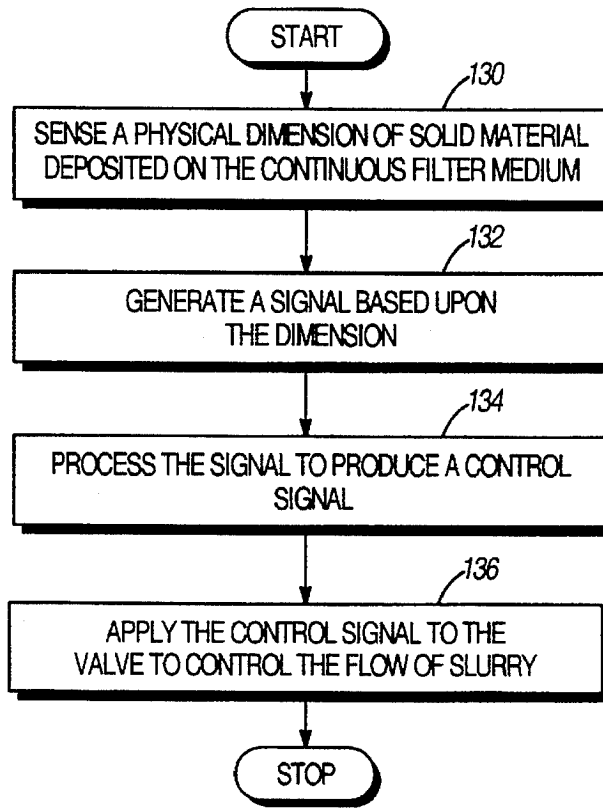 START
130
SENSE A PHYSICAL DIMENSION OF SOLID MATERIAL
DEPOSITED ON THE CONTINUOUS FILTER MEDIUM
132
GENERATE A SIGNAL BASED UPON
THE DIMENSION
134
PROCESS THE SIGNAL TO PRODUCE A CONTROL
SIGNAL
136
APPLY THE CONTROL SIGNAL TO THE
VALVE TO CONTROL THE FLOW OF SLURRY
STOP